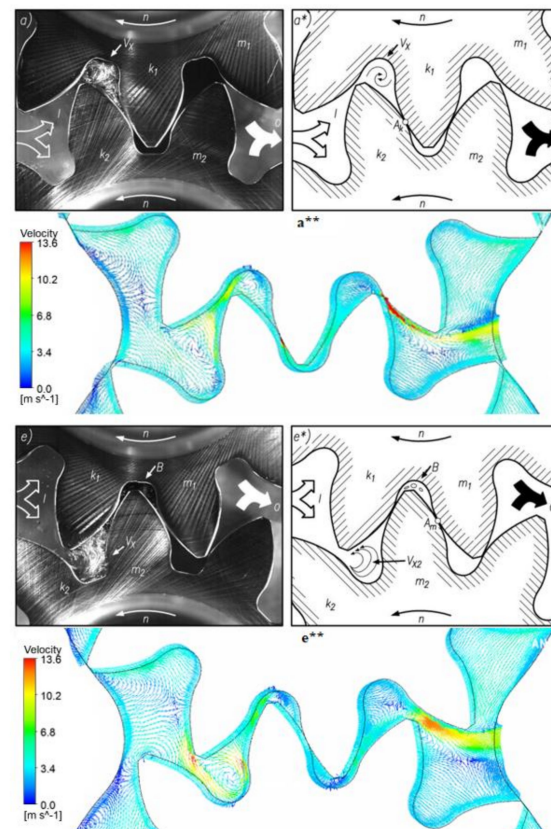 a)
n
m1
Vx
k1
I
o
k2
m2
n
a*
n
Vx
m1
k1
I
Ak
k2
m2
n
a**
Velocity
13.6
10.2
6.8
3.4
0.0
[m s^-1]
e)
n
B
k1
m1
I
o
Vx
m2
k2
n
e*)
n
B
k1
m1
I
Am
Vx2
m2
k2
n
e**
Velocity
13.6
10.2
6.8
3.4
0.0
[m s^-1]
AN